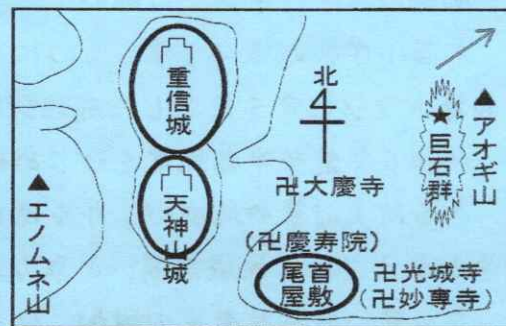 重信城
天神山城
▲エノムネ山
北
卍大慶寺
(卍慶寿院)
尾首
屋敷
卍光城寺
(卍妙尊寺)
★巨石群
▲アオギ山